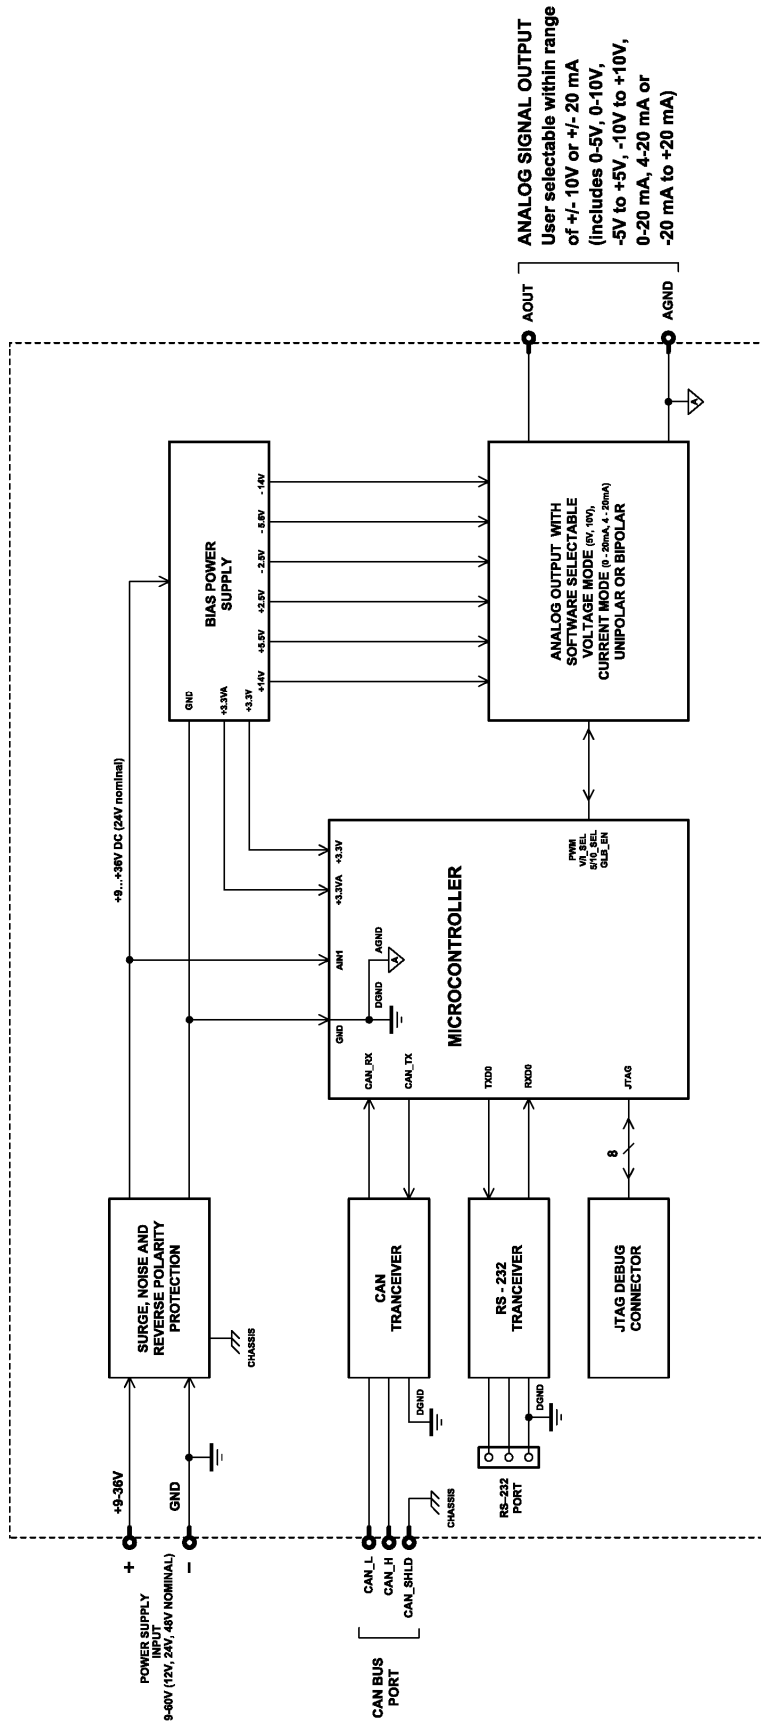 POWER SUPPLY
INPUT
9-60V (12V, 24V, 48V NOMINAL)
+
−
+9-36V
GND
SURGE, NOISE AND
REVERSE POLARITY
PROTECTION
CHASSIS
+9...+36V DC (24V nominal)
BIAS POWER
SUPPLY
GND
+3.3VA
+3.3V
+14V
+5.5V
+2.5V
- 2.5V
- 5.5V
- 14V
CAN BUS
PORT
CAN_L
CAN_H
CAN_SHLD
CHASSIS
CAN
TRANCEIVER
DGND
RS-232
PORT
RS - 232
TRANCEIVER
DGND
JTAG DEBUG
CONNECTOR
8
MICROCONTROLLER
GND
AIN1
+3.3VA
+3.3V
DGND
AGND
A
CAN_RX
CAN_TX
TXD0
RXD0
JTAG
PWM
V/I_SEL
5/10_SEL
GLB_EN
ANALOG OUTPUT WITH
SOFTWARE SELECTABLE
VOLTAGE MODE (5V, 10V),
CURRENT MODE (0 - 20mA, 4 - 20mA)
UNIPOLAR OR BIPOLAR
A
AOUT
AGND
ANALOG SIGNAL OUTPUT
User selectable within range
of +/- 10V or +/- 20 mA
(includes 0-5V, 0-10V,
-5V to +5V, -10V to +10V,
0-20 mA, 4-20 mA or
-20 mA to +20 mA)